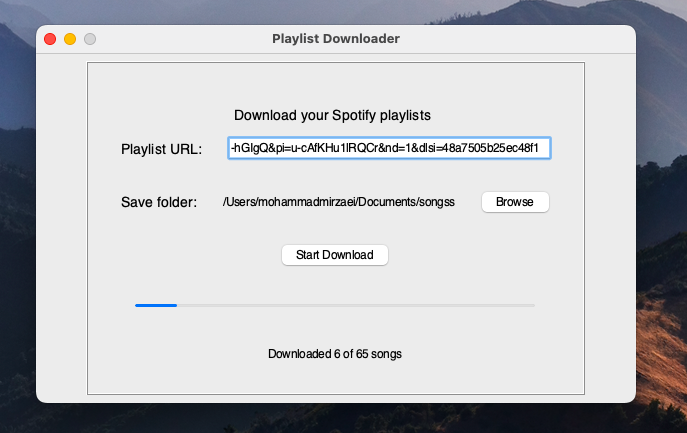 Playlist Downloader
Download your Spotify playlists
Playlist URL: -hGIgQ&pi=u-cAfKHu1lRQCr&nd=1&dlsi=48a7505b25ec48f1
Save folder: /Users/mohammadmirzaei/Documents/songss Browse
Start Download
Downloaded 6 of 65 songs